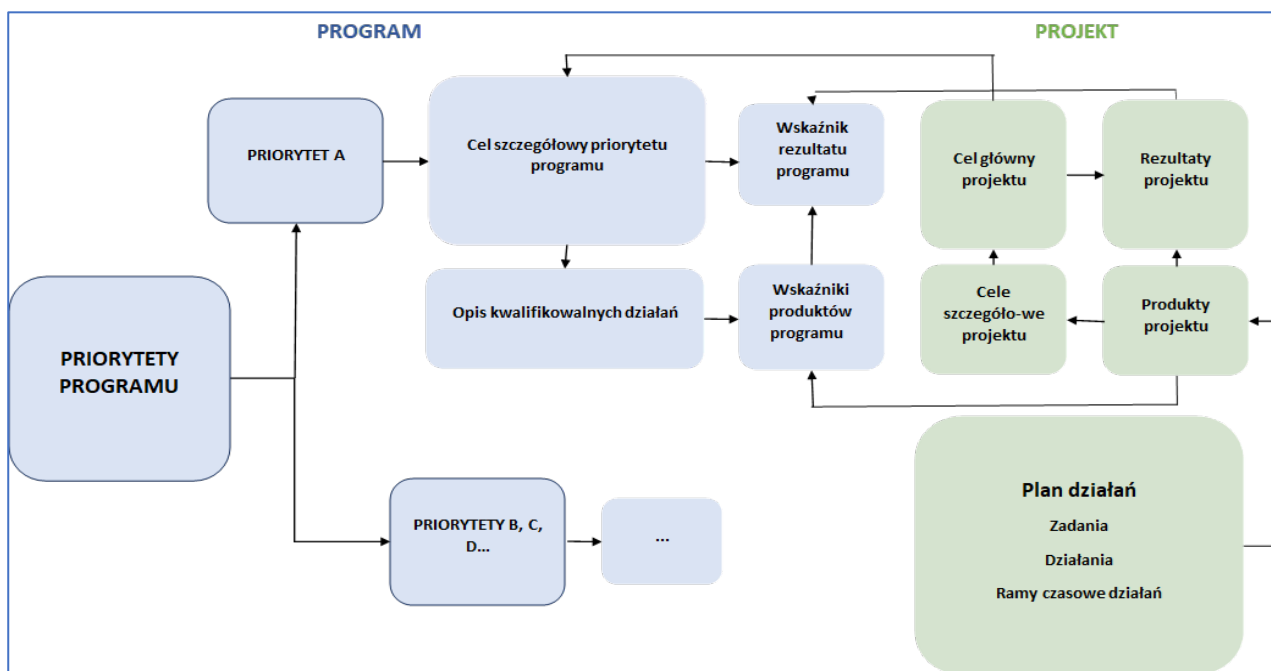 PROGRAM
PROJEKT
PRIORYTET A
Cel szczegółowy priorytetu
programu
Wskaźnik
rezultatu
programu
Cel główny
projektu
Rezultaty
projektu
Opis kwalifikowalnych działań
Wskaźniki
produktów
programu
Cele
szczegóło-we
projektu
Produkty
projektu
PRIORYTETY
PROGRAMU
PRIORYTETY B, C,
D...
...
Plan działań
Zadania
Działania
Ramy czasowe działań